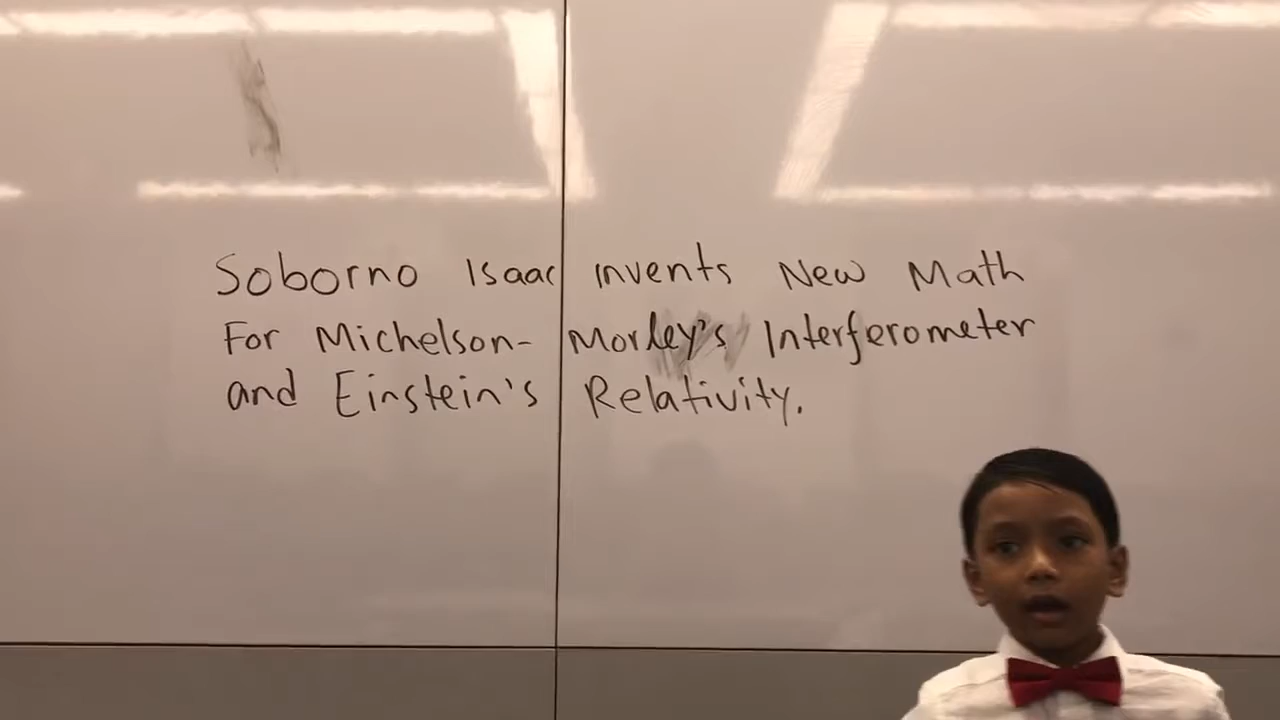 Soborno Isaac invents New Math
For Michelson-Morley's Interferometer
and Einstein's Relativity.